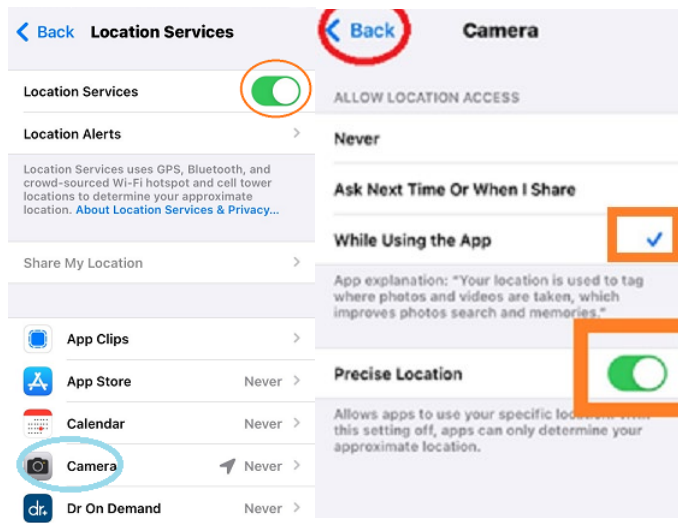 Back Location Services
Location Services
Location Alerts
Location Services uses GPS, Bluetooth, and
crowd-sourced Wi-Fi hotspot and cell tower
locations to determine your approximate
location. About Location Services & Privacy...
Share My Location
App Clips
App Store Never
Calendar Never
Camera Never
dr. Dr On Demand Never
Back Camera
ALLOW LOCATION ACCESS
Never
Ask Next Time Or When I Share
While Using the App
App explanation: “Your location is used to tag
where photos and videos are taken, which
improves photos search and memories.”
Precise Location
Allows apps to use your specific
this setting off, apps can only determine your
approximate location.